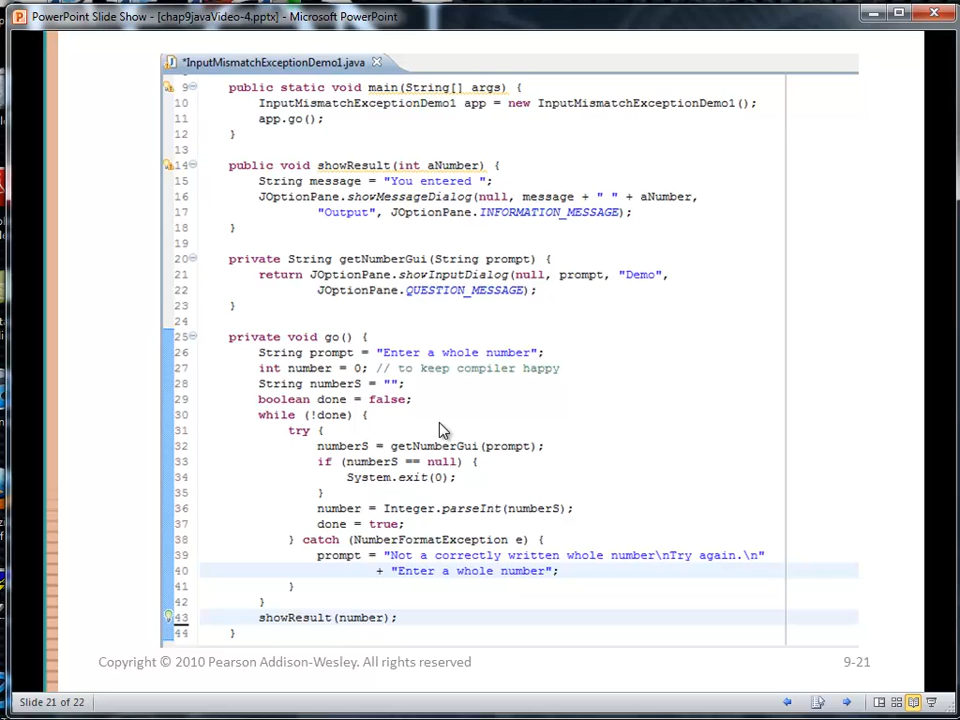 PowerPoint Slide Show - [chap9javaVideo-4.pptx] - Microsoft PowerPoint
*InputMismatchExceptionDemo1.java
9 public static void main(String[] args) {
10 InputMismatchExceptionDemo1 app = new InputMismatchExceptionDemo1();
11 app.go();
12 }
13
14 public void showResult(int aNumber) {
15 String message = "You entered ";
16 JOptionPane.showMessageDialog(null, message + " " + aNumber,
17 "Output", JOptionPane.INFORMATION_MESSAGE);
18 }
19
20 private String getNumberGui(String prompt) {
21 return JOptionPane.showInputDialog(null, prompt, "Demo",
22 JOptionPane.QUESTION_MESSAGE);
23 }
24
25 private void go() {
26 String prompt = "Enter a whole number";
27 int number = 0; // to keep compiler happy
28 String numberS = "";
29 boolean done = false;
30 while (!done) {
31 try {
32 numberS = getNumberGui(prompt);
33 if (numberS == null) {
34 System.exit(0);
35 }
36 number = Integer.parseInt(numberS);
37 done = true;
38 } catch (NumberFormatException e) {
39 prompt = "Not a correctly written whole number\nTry again.\n"
40 + "Enter a whole number";
41 }
42 }
43 showResult(number);
44 }
Copyright © 2010 Pearson Addison-Wesley. All rights reserved
9-21
Slide 21 of 22